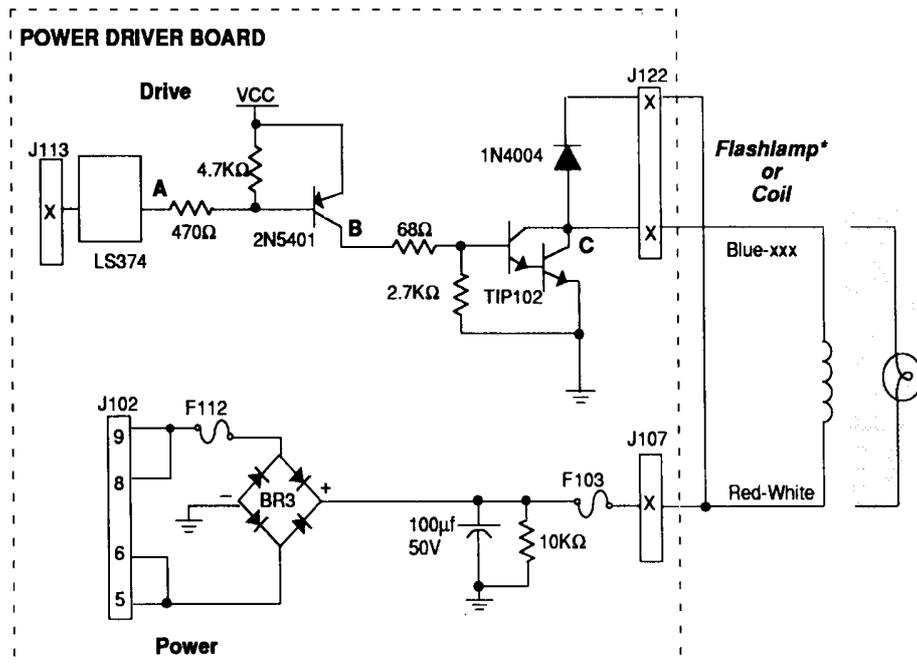 POWER DRIVER BOARD
Drive
VCC
J122
J113
A
4.7KΩ
1N4004
X
Flashlamp*
or
Coil
X
470Ω
2N5401
B
68Ω
C
X
Blue-xxx
LS374
2.7KΩ
TIP102
J102
F112
J107
9
8
BR3
−
+
F103
X
Red-White
100µf
50V
10KΩ
6
5
Power